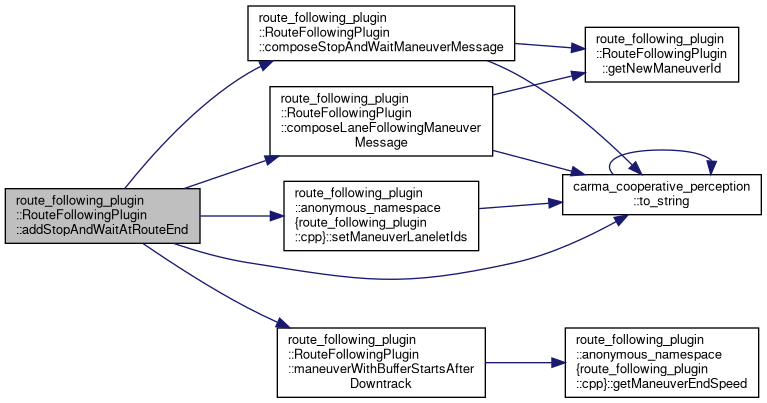 route_following_plugin
::RouteFollowingPlugin
::composeStopAndWaitManeuverMessage
route_following_plugin
::RouteFollowingPlugin
::getNewManeuverId
route_following_plugin
::RouteFollowingPlugin
::composeLaneFollowingManeuver
Message
carma_cooperative_perception
::to_string
route_following_plugin
::RouteFollowingPlugin
::addStopAndWaitAtRouteEnd
route_following_plugin
::anonymous_namespace
{route_following_plugin
::cpp}::setManeuverLaneletIds
route_following_plugin
::RouteFollowingPlugin
::maneuverWithBufferStartsAfter
Downtrack
route_following_plugin
::anonymous_namespace
{route_following_plugin
::cpp}::getManeuverEndSpeed